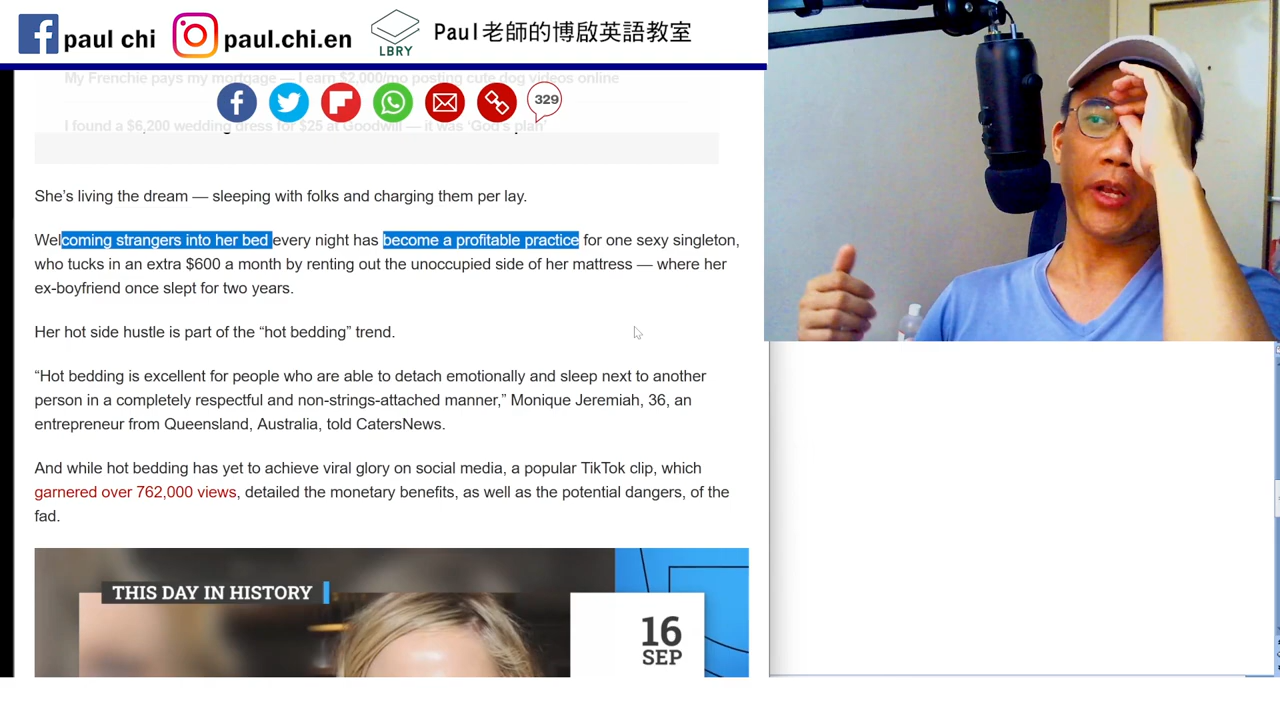 paul chi
paul.chi.en
LBRY
Paul老師的博啟英語教室
My Frenchie pays my mortgage — I earn $2,000/mo posting cute dog videos online
329
I found a $6,200 wedding dress for $25 at Goodwill — it was ‘God’s plan’
She’s living the dream — sleeping with folks and charging them per lay.
Welcoming strangers into her bed every night has become a profitable practice for one sexy singleton,
who tucks in an extra $600 a month by renting out the unoccupied side of her mattress — where her
ex-boyfriend once slept for two years.
Her hot side hustle is part of the “hot bedding” trend.
“Hot bedding is excellent for people who are able to detach emotionally and sleep next to another
person in a completely respectful and non-strings-attached manner,” Monique Jeremiah, 36, an
entrepreneur from Queensland, Australia, told CatersNews.
And while hot bedding has yet to achieve viral glory on social media, a popular TikTok clip, which
garnered over 762,000 views, detailed the monetary benefits, as well as the potential dangers, of the
fad.
THIS DAY IN HISTORY
16
SEP